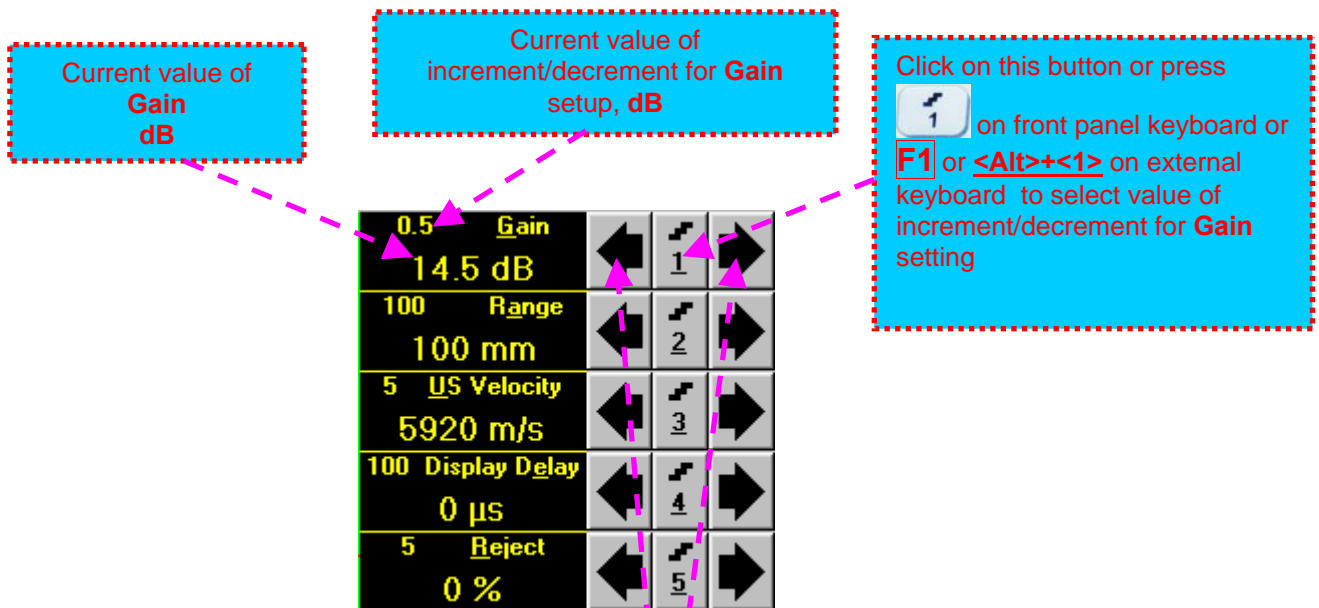 Current value of
Gain
dB
Current value of
increment/decrement for Gain
setup, dB
Click on this button or press
1 on front panel keyboard or
F1 or <Alt>+<1> on external
keyboard to select value of
increment/decrement for Gain
setting
0.5 Gain
14.5 dB
1
100 Range
100 mm
2
5 US Velocity
5920 m/s
3
100 Display Delay
0 µs
4
5 Reject
0 %
5